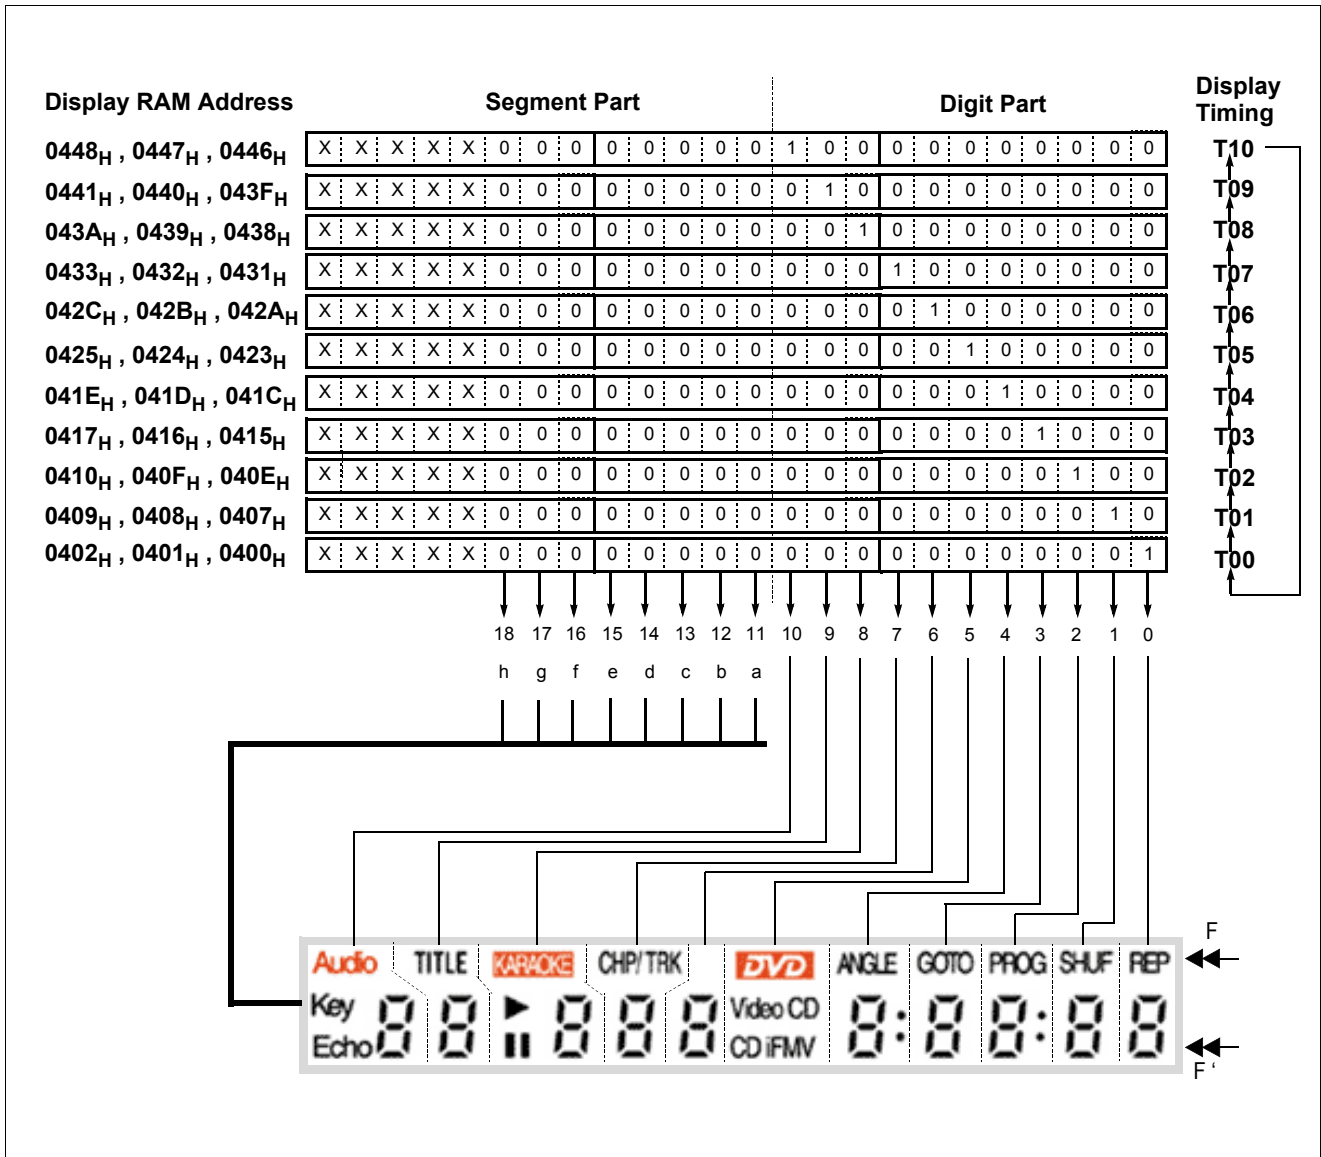 Display RAM Address Segment Part Digit Part Display Timing
0448H , 0447H , 0446H X X X X X 0 0 0 0 0 0 0 0 1 0 0 0 0 0 0 0 0 0 0 T10
0441H , 0440H , 043FH X X X X X 0 0 0 0 0 0 0 0 0 1 0 0 0 0 0 0 0 0 0 T09
043AH , 0439H , 0438H X X X X X 0 0 0 0 0 0 0 0 0 0 1 0 0 0 0 0 0 0 0 T08
0433H , 0432H , 0431H X X X X X 0 0 0 0 0 0 0 0 0 0 0 1 0 0 0 0 0 0 0 T07
042CH , 042BH , 042AH X X X X X 0 0 0 0 0 0 0 0 0 0 0 0 1 0 0 0 0 0 0 T06
0425H , 0424H , 0423H X X X X X 0 0 0 0 0 0 0 0 0 0 0 0 0 1 0 0 0 0 0 T05
041EH , 041DH , 041CH X X X X X 0 0 0 0 0 0 0 0 0 0 0 0 0 0 1 0 0 0 0 T04
0417H , 0416H , 0415H X X X X X 0 0 0 0 0 0 0 0 0 0 0 0 0 0 0 1 0 0 0 T03
0410H , 040FH , 040EH X X X X X 0 0 0 0 0 0 0 0 0 0 0 0 0 0 0 0 1 0 0 T02
0409H , 0408H , 0407H X X X X X 0 0 0 0 0 0 0 0 0 0 0 0 0 0 0 0 0 1 0 T01
0402H , 0401H , 0400H X X X X X 0 0 0 0 0 0 0 0 0 0 0 0 0 0 0 0 0 0 1 T00
18 17 16 15 14 13 12 11 10 9 8 7 6 5 4 3 2 1 0
h g f e d c b a
F
Audio TITLE KARAOKE CHP/TRK DVD ANGLE GOTO PROG SHUF REP
Key 8 8 8 8 8 Video CD 8:8 8:8 8
Echo CD iFMV
F '